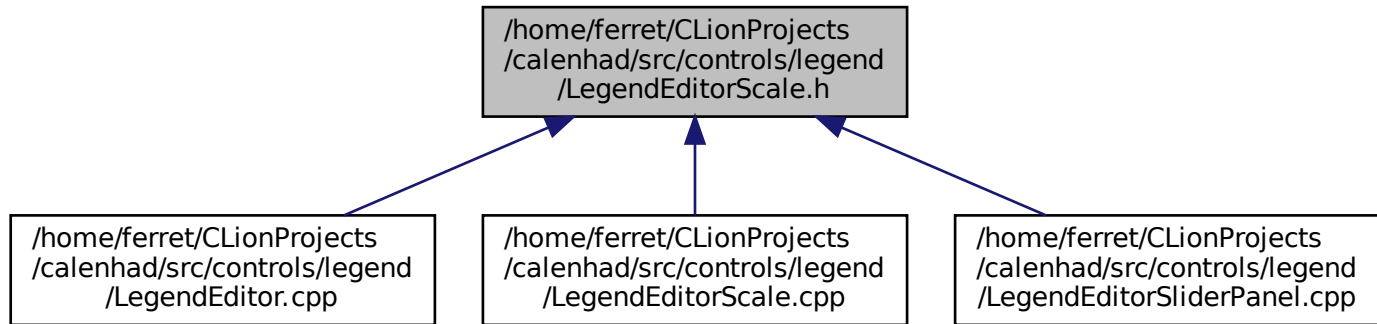 /home/ferret/CLionProjects
/calenhad/src/controls/legend
/LegendEditorScale.h
/home/ferret/CLionProjects
/calenhad/src/controls/legend
/LegendEditor.cpp
/home/ferret/CLionProjects
/calenhad/src/controls/legend
/LegendEditorScale.cpp
/home/ferret/CLionProjects
/calenhad/src/controls/legend
/LegendEditorSliderPanel.cpp